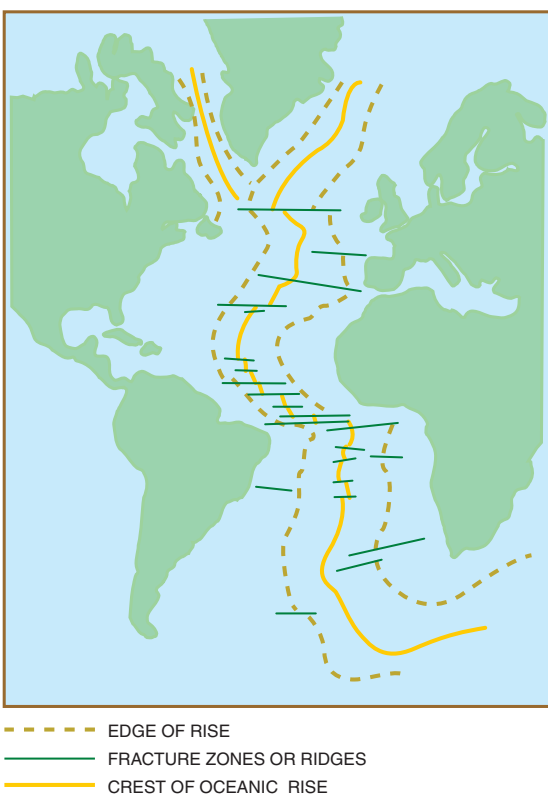 EDGE OF RISE
FRACTURE ZONES OR RIDGES
CREST OF OCEANIC RISE